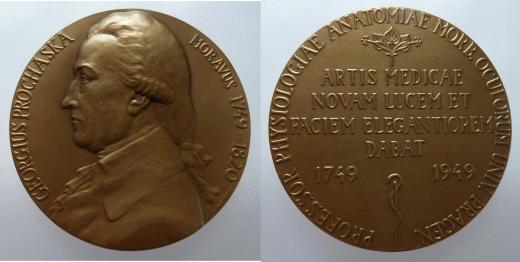 GEORGIUS PROCHASKA MORAVUS 1749-1820
PROFESSOR PHYSIOLOGIAE ANATOMIAE MORB. OCULORUM UNIV. PRAGEN.
ARTIS MEDICAE
NOVAM LUCEM ET
FACIEM ELEGANTIOREM
DABAT
1749 1949